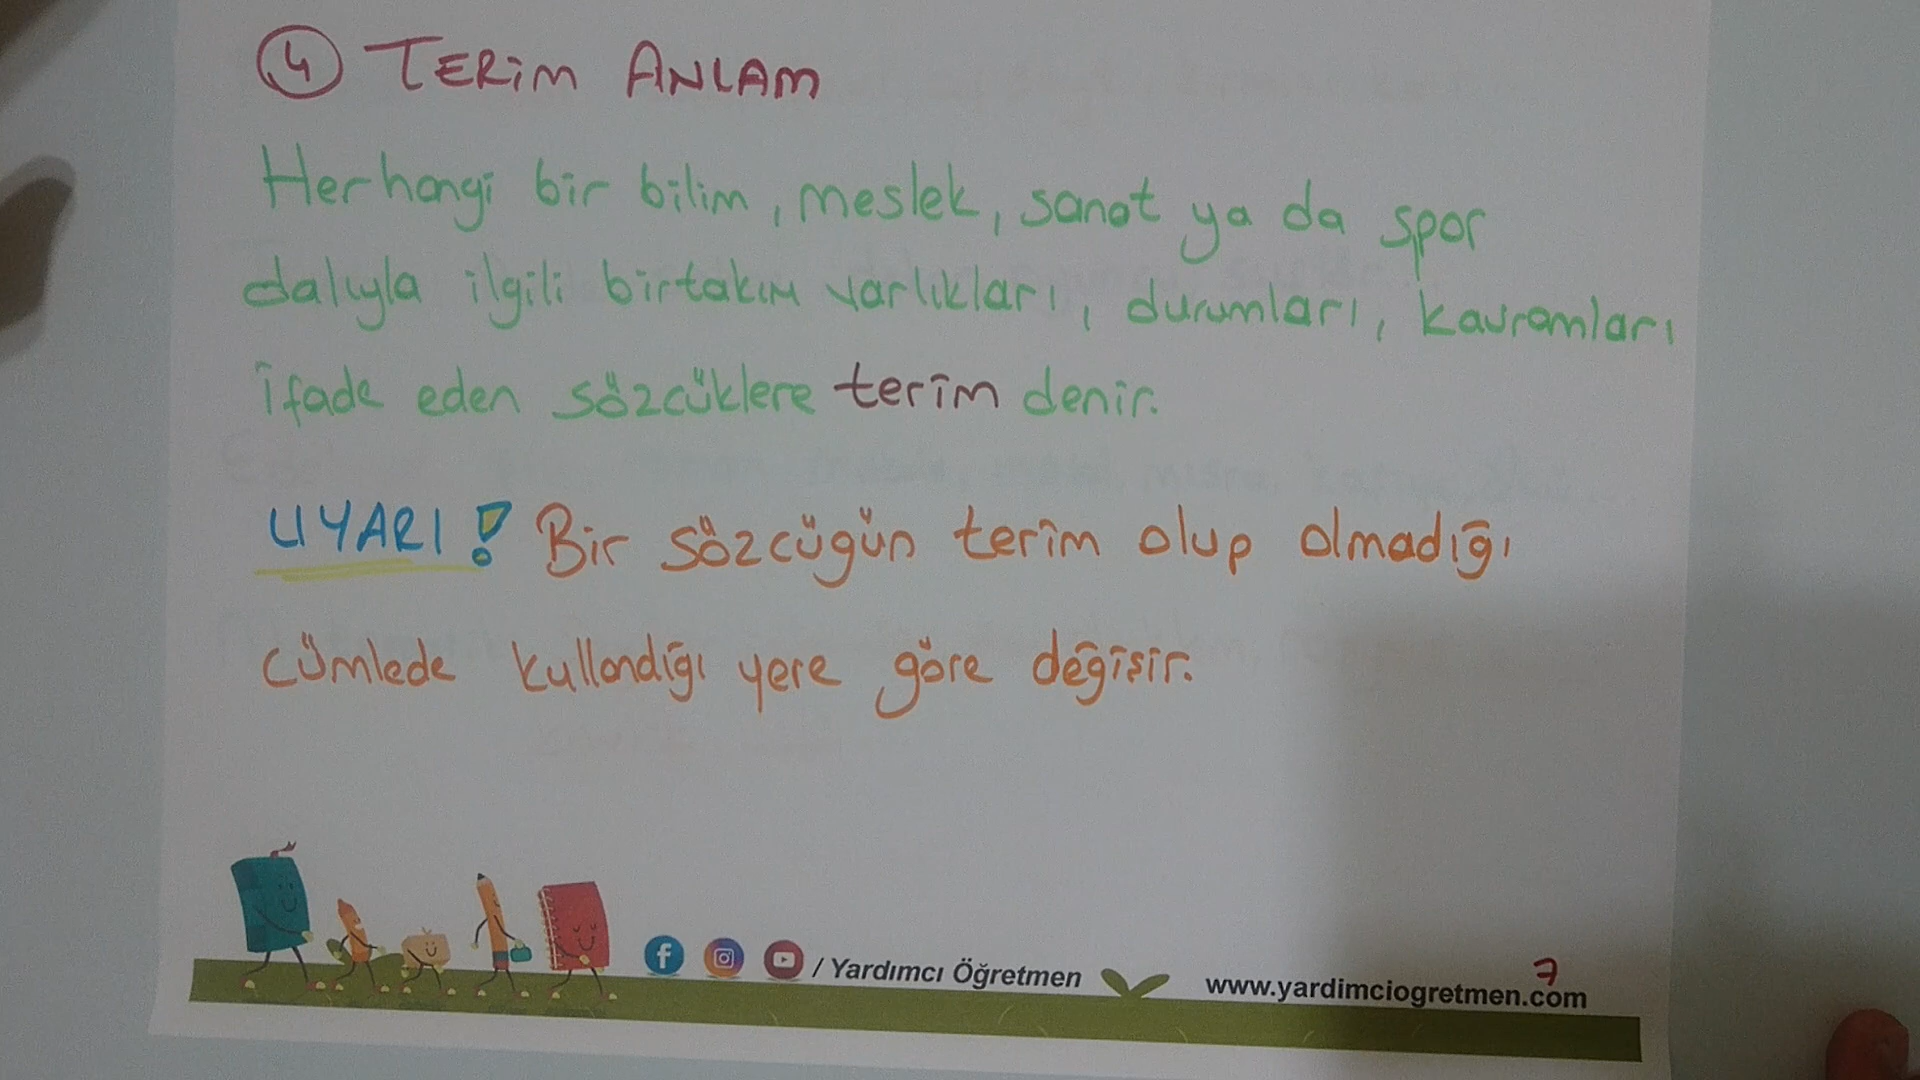 4 TERİM ANLAM
Herhangi bir bilim, meslek, sanat ya da spor
dalıyla ilgili birtakım varlıkları, durumları, kavramları
ifade eden sözcüklere terim denir.
UYARI! Bir sözcüğün terim olup olmadığı
cümlede kullandığı yere göre değişir.
/ Yardımcı Öğretmen www.yardimciogretmen.com
7